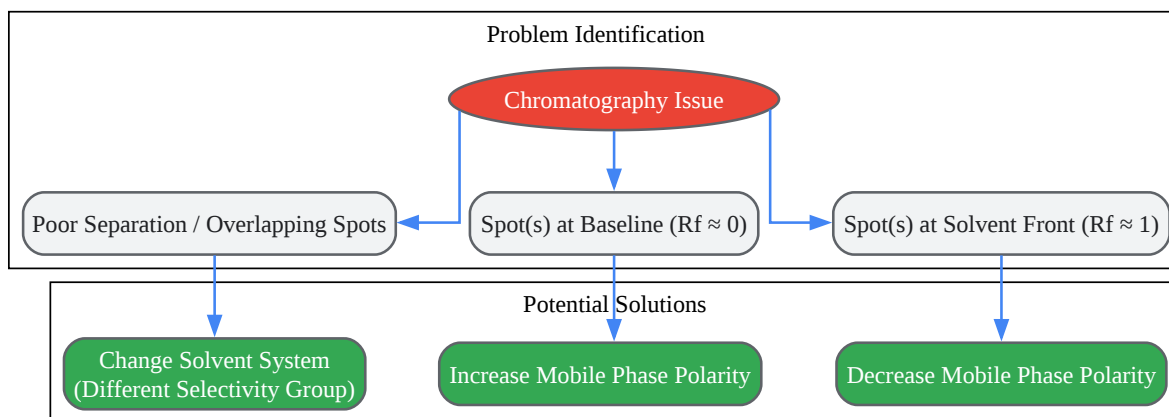 Problem Identification
Chromatography Issue
Poor Separation / Overlapping Spots
Spot(s) at Baseline (Rf ≈ 0)
Spot(s) at Solvent Front (Rf ≈ 1)
Potential Solutions
Change Solvent System
(Different Selectivity Group)
Increase Mobile Phase Polarity
Decrease Mobile Phase Polarity